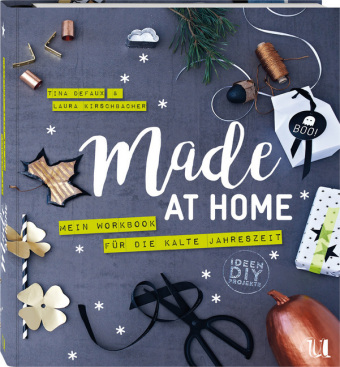 TINA DEFAUX &
LAURA KIRSCHBACHER
BOO!
Made
AT HOME
MEIN WORKBOOK
FÜR DIE KALTE JAHRESZEIT
IDEEN
DIY
PROJEKTE